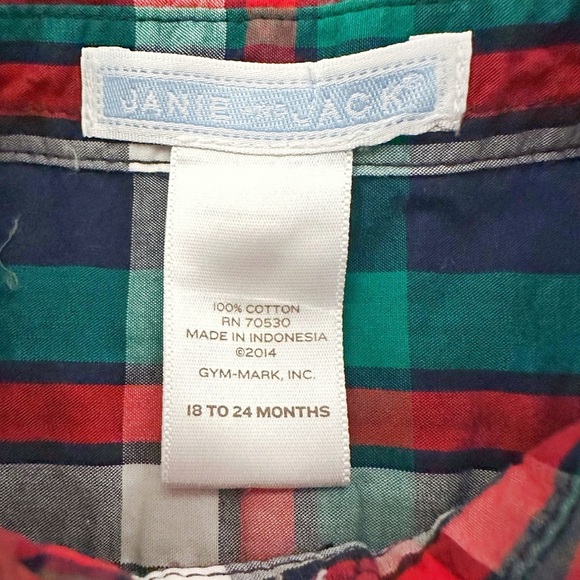 JANIE AND JACK®
100% COTTON
RN 70530
MADE IN INDONESIA
©2014
GYM-MARK, INC.
18 TO 24 MONTHS